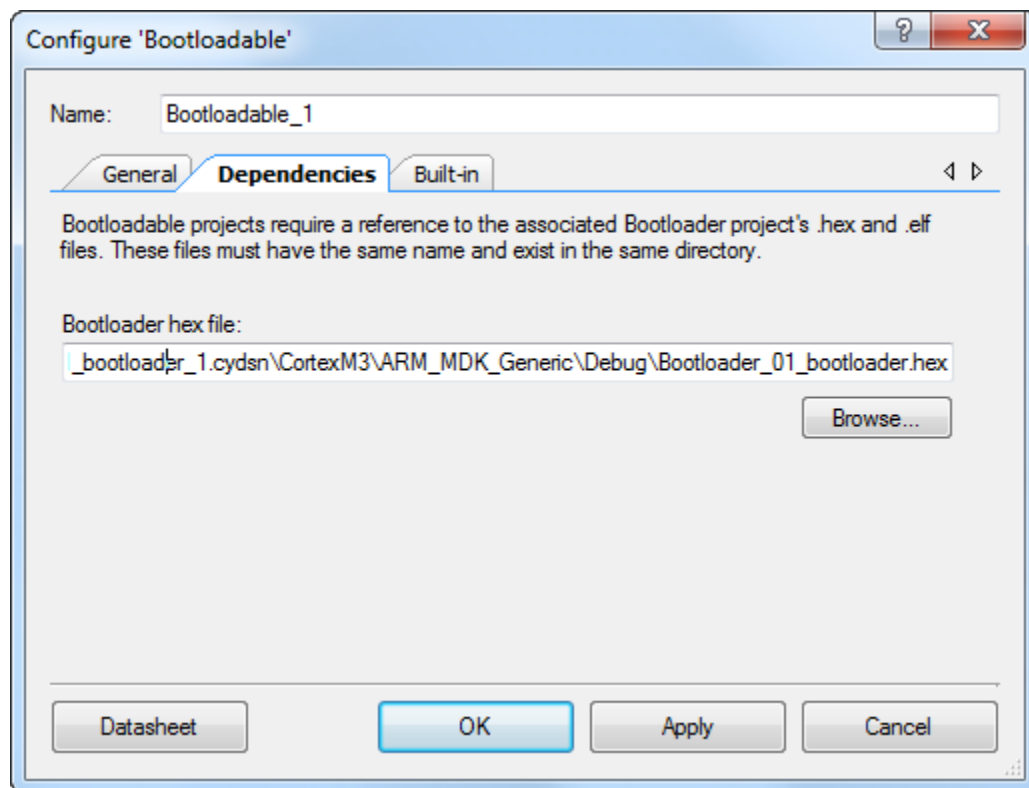 Configure 'Bootloadable'
Name: Bootloadable_1
General Dependencies Built-in
Bootloadable projects require a reference to the associated Bootloader project's .hex and .elf
files. These files must have the same name and exist in the same directory.
Bootloader hex file:
_bootloader_1.cydsn\CortexM3\ARM_MDK_Generic\Debug\Bootloader_01_bootloader.hex
Browse...
Datasheet OK Apply Cancel